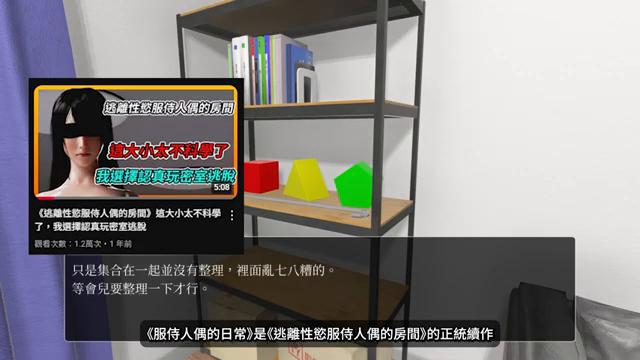 逃離性慾服侍人偶的房間
這大小太不科學了
我選擇認真玩密室逃脫
5:08
《逃離性慾服侍人偶的房間》這大小太不科學
了，我選擇認真玩密室逃脫
觀看次數：1.2萬次・1 年前
只是集合在一起並沒有整理，裡面亂七八糟的。
等會兒要整理一下才行。
《服侍人偶的日常》是《逃離性慾服侍人偶的房間》的正統續作